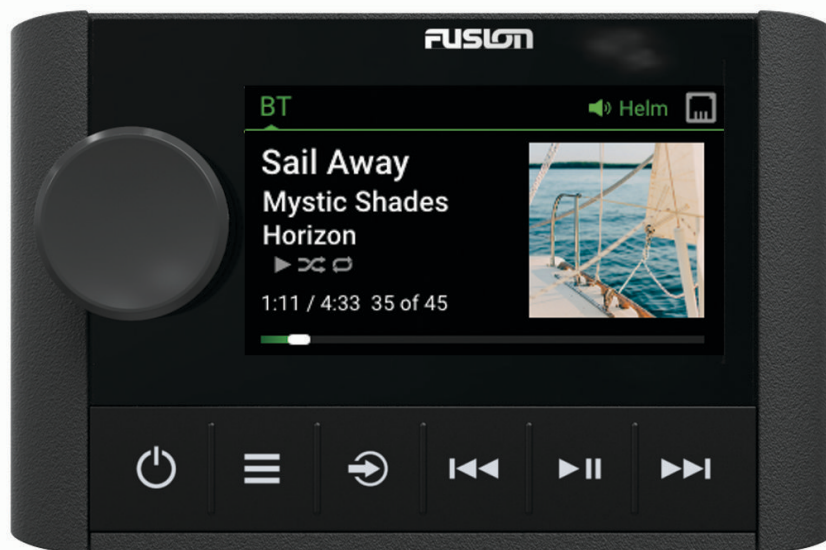 FUSION
BT
Helm
Sail Away
Mystic Shades
Horizon
1:11 / 4:33 35 of 45